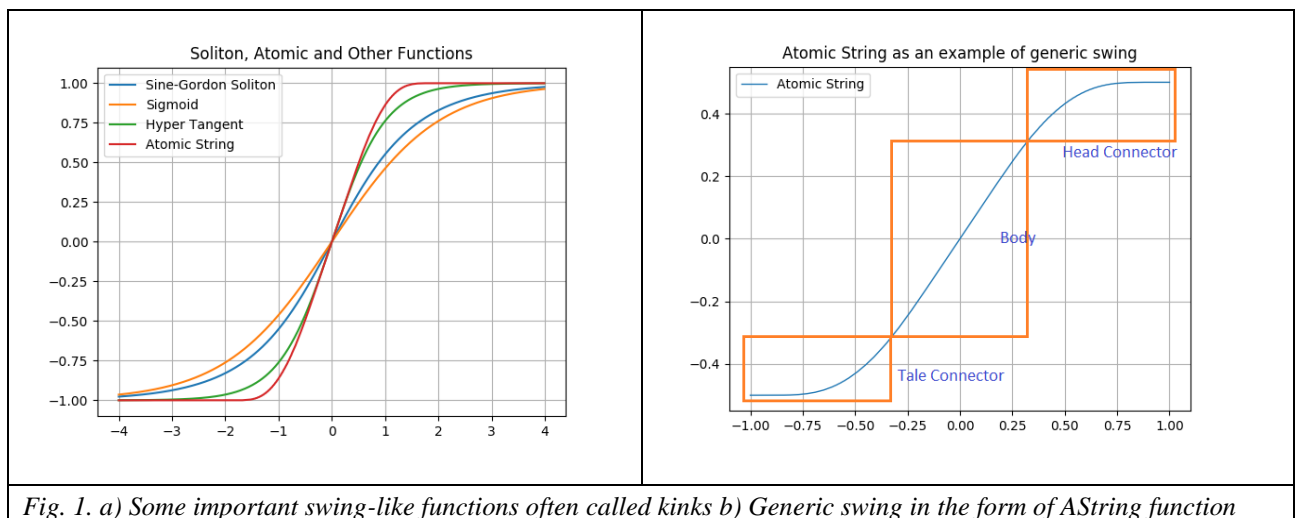 Soliton, Atomic and Other Functions
Sine-Gordon Soliton
Sigmoid
Hyper Tangent
Atomic String
1.00
0.75
0.50
0.25
0.00
−0.25
−0.50
−0.75
−1.00
−4
−3
−2
−1
0
1
2
3
4
Atomic String as an example of generic swing
Atomic String
0.4
0.2
0.0
−0.2
−0.4
Head Connector
Body
Tale Connector
−1.00
−0.75
−0.50
−0.25
0.00
0.25
0.50
0.75
1.00
Fig. 1. a) Some important swing-like functions often called kinks b) Generic swing in the form of AString function